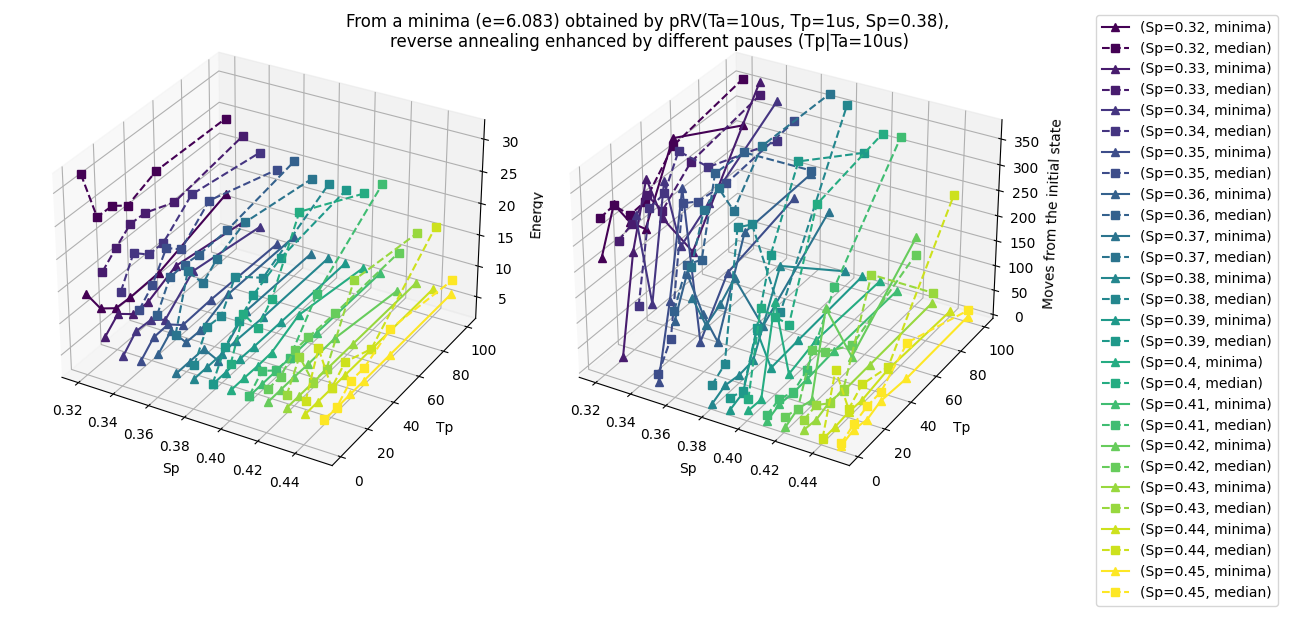 From a minima (e=6.083) obtained by pRV(Ta=10us, Tp=1us, Sp=0.38),
reverse annealing enhanced by different pauses (Tp|Ta=10us)
30
25
20
15
10
5
Energy
0.32
0.34
0.36
0.38
0.40
0.42
0.44
Sp
0
20
40
60
80
100
Tp
350
300
250
200
150
100
50
0
Moves from the initial state
0.32
0.34
0.36
0.38
0.40
0.42
0.44
Sp
0
20
40
60
80
100
Tp
(Sp=0.32, minima)
(Sp=0.32, median)
(Sp=0.33, minima)
(Sp=0.33, median)
(Sp=0.34, minima)
(Sp=0.34, median)
(Sp=0.35, minima)
(Sp=0.35, median)
(Sp=0.36, minima)
(Sp=0.36, median)
(Sp=0.37, minima)
(Sp=0.37, median)
(Sp=0.38, minima)
(Sp=0.38, median)
(Sp=0.39, minima)
(Sp=0.39, median)
(Sp=0.4, minima)
(Sp=0.4, median)
(Sp=0.41, minima)
(Sp=0.41, median)
(Sp=0.42, minima)
(Sp=0.42, median)
(Sp=0.43, minima)
(Sp=0.43, median)
(Sp=0.44, minima)
(Sp=0.44, median)
(Sp=0.45, minima)
(Sp=0.45, median)